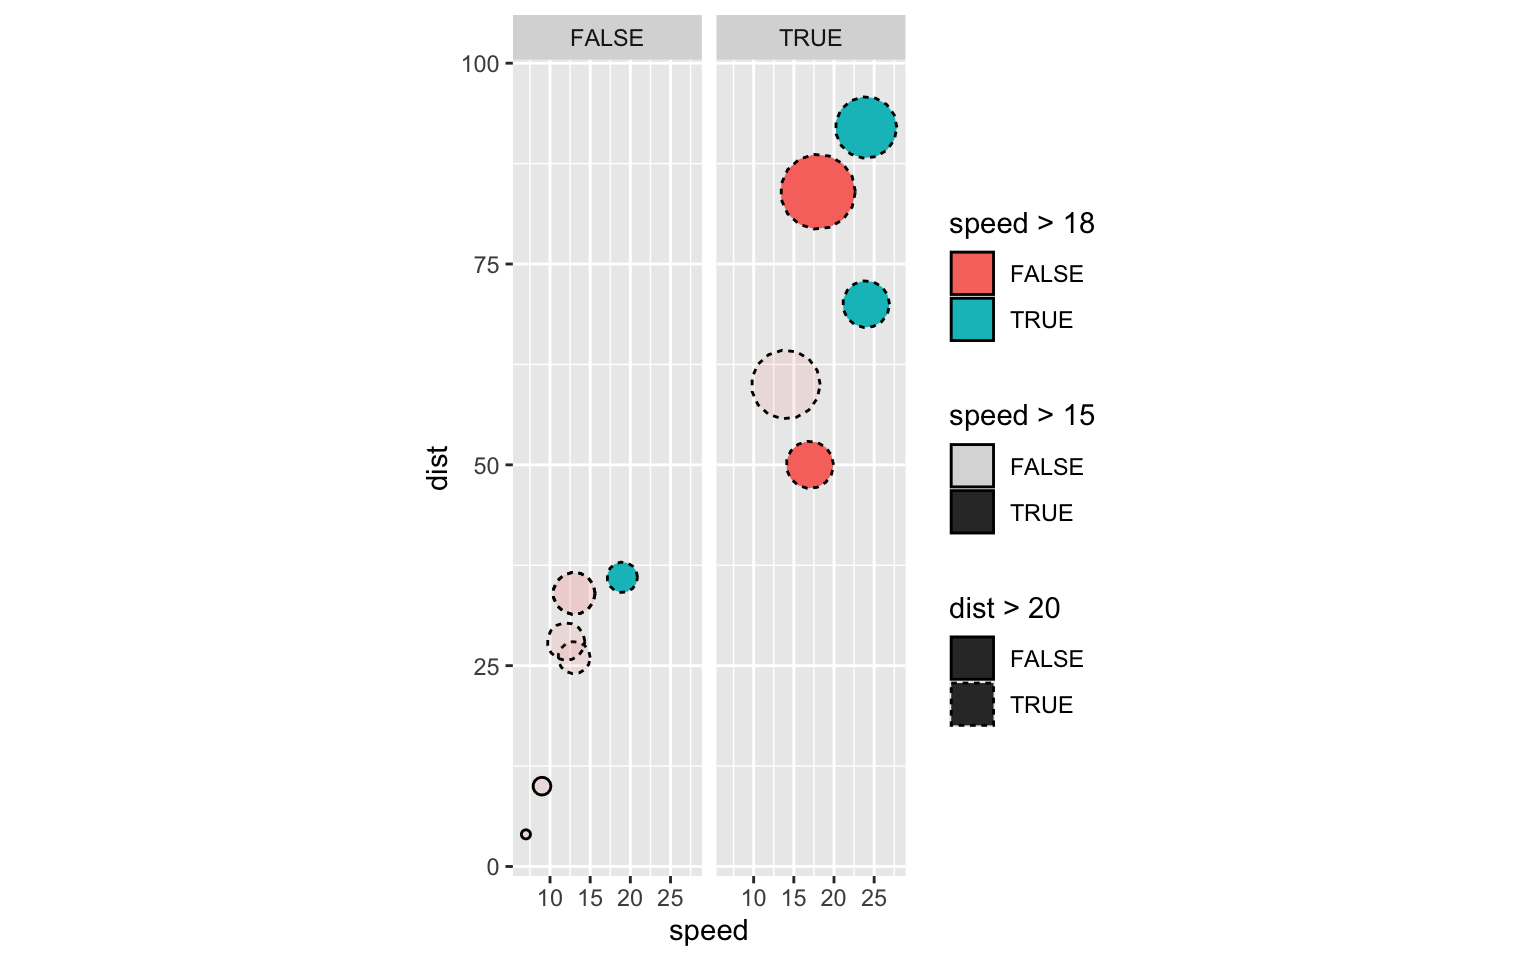 FALSE TRUE
100
75
50
25
0
dist
10 15 20 25 10 15 20 25
speed
speed > 18
FALSE
TRUE
speed > 15
FALSE
TRUE
dist > 20
FALSE
TRUE